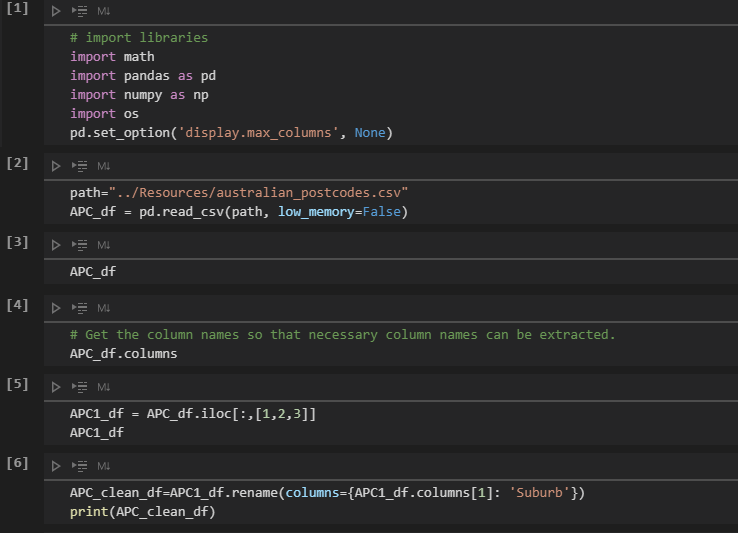 [1]
M↓
# import libraries
import math
import pandas as pd
import numpy as np
import os
pd.set_option('display.max_columns', None)
[2]
M↓
path="../Resources/australian_postcodes.csv"
APC_df = pd.read_csv(path, low_memory=False)
[3]
M↓
APC_df
[4]
M↓
# Get the column names so that necessary column names can be extracted.
APC_df.columns
[5]
M↓
APC1_df = APC_df.iloc[:,[1,2,3]]
APC1_df
[6]
M↓
APC_clean_df=APC1_df.rename(columns={APC1_df.columns[1]: 'Suburb'})
print(APC_clean_df)